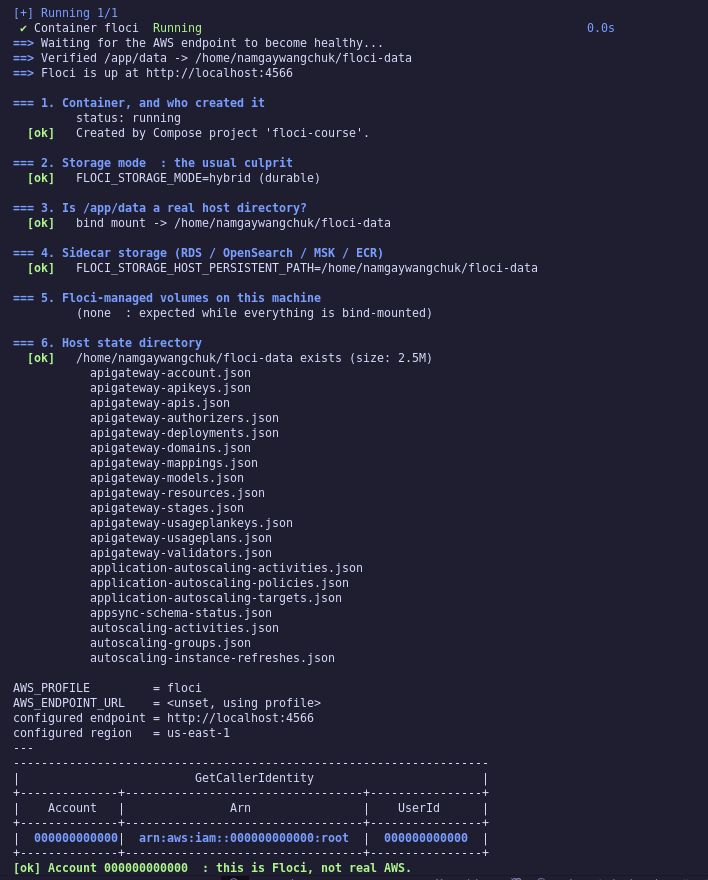 [+] Running 1/1
✔ Container floci  Running                                                       0.0s
==> Waiting for the AWS endpoint to become healthy...
==> Verified /app/data -> /home/namgaywangchuk/floci-data
==> Floci is up at http://localhost:4566
=== 1. Container, and who created it
status: running
[ok]   Created by Compose project 'floci-course'.
=== 2. Storage mode  : the usual culprit
[ok]   FLOCI_STORAGE_MODE=hybrid (durable)
=== 3. Is /app/data a real host directory?
[ok]   bind mount -> /home/namgaywangchuk/floci-data
=== 4. Sidecar storage (RDS / OpenSearch / MSK / ECR)
[ok]   FLOCI_STORAGE_HOST_PERSISTENT_PATH=/home/namgaywangchuk/floci-data
=== 5. Floci-managed volumes on this machine
(none  : expected while everything is bind-mounted)
=== 6. Host state directory
[ok]   /home/namgaywangchuk/floci-data exists (size: 2.5M)
apigateway-account.json
apigateway-apikeys.json
apigateway-apis.json
apigateway-authorizers.json
apigateway-deployments.json
apigateway-domains.json
apigateway-mappings.json
apigateway-models.json
apigateway-resources.json
apigateway-stages.json
apigateway-usageplankeys.json
apigateway-usageplans.json
apigateway-validators.json
application-autoscaling-activities.json
application-autoscaling-policies.json
application-autoscaling-targets.json
appsync-schema-status.json
autoscaling-activities.json
autoscaling-groups.json
autoscaling-instance-refreshes.json
AWS_PROFILE         = floci
AWS_ENDPOINT_URL    = <unset, using profile>
configured endpoint = http://localhost:4566
configured region   = us-east-1
---
--------------------------------------------------------------------
|                         GetCallerIdentity                        |
+--------------+----------------------------------+----------------+
|    Account   |               Arn                |    UserId      |
+--------------+----------------------------------+----------------+
|  000000000000|  arn:aws:iam::000000000000:root  |  000000000000  |
+--------------+----------------------------------+----------------+
[ok] Account 000000000000  : this is Floci, not real AWS.